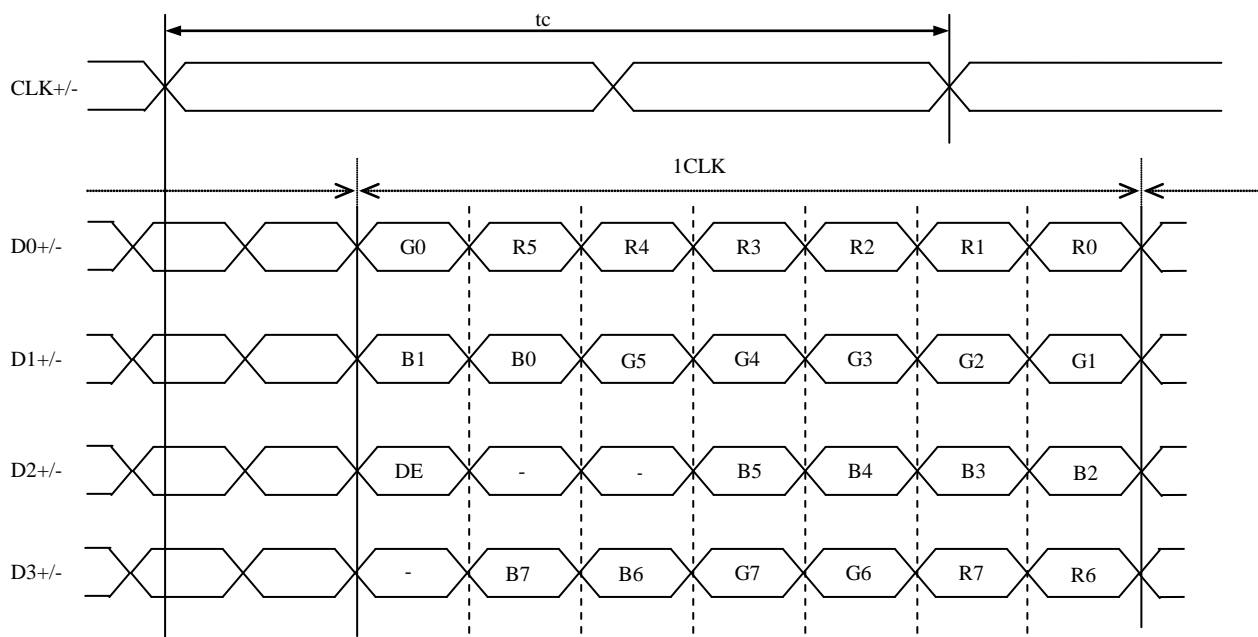 tc
CLK+/-
1CLK
D0+/- G0 R5 R4 R3 R2 R1 R0
D1+/- B1 B0 G5 G4 G3 G2 G1
D2+/- DE - - B5 B4 B3 B2
D3+/- - B7 B6 G7 G6 R7 R6